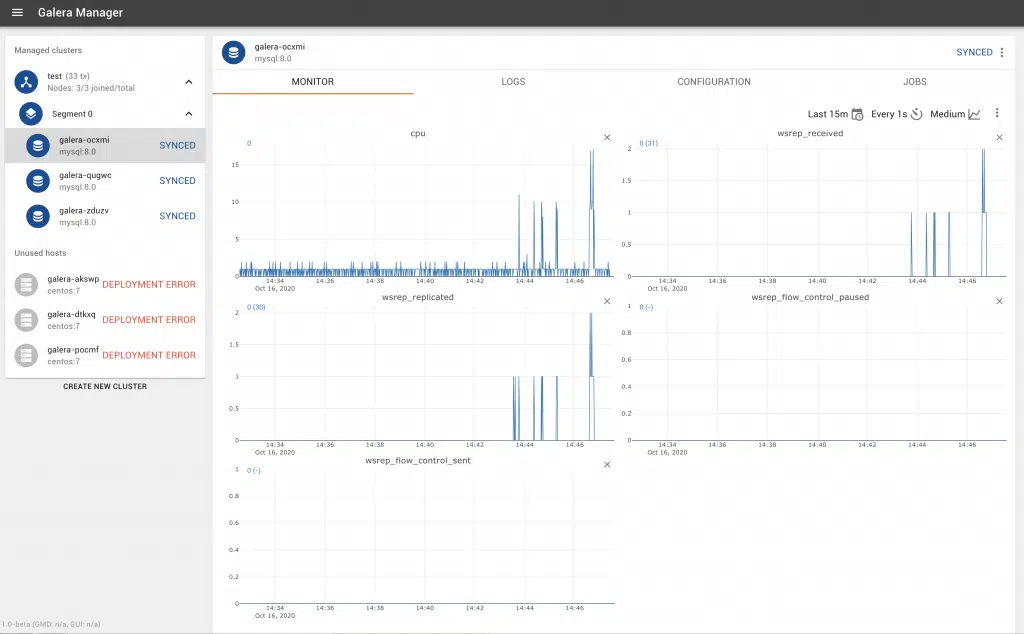 Galera Manager
Managed clusters
test (33 tx)
Nodes: 3/3 joined/total
Segment 0
galera-ocxmi
mysql:8.0
SYNCED
galera-qugwc
mysql:8.0
SYNCED
galera-zduzv
mysql:8.0
SYNCED
Unused hosts
galera-akswp
centos:7
DEPLOYMENT ERROR
galera-dtkxq
centos:7
DEPLOYMENT ERROR
galera-pocmf
centos:7
DEPLOYMENT ERROR
CREATE NEW CLUSTER
1.0-beta (GMD: n/a, GUI: n/a)
galera-ocxmi
mysql:8.0
SYNCED
MONITOR LOGS CONFIGURATION JOBS
Last 15m Every 1s Medium
cpu
0
15
10
5
0
14:34 14:36 14:38 14:40 14:42 14:44 14:46
Oct 16, 2020
wsrep_received
0 (31)
2
1.5
1
0.5
0
14:34 14:36 14:38 14:40 14:42 14:44 14:46
Oct 16, 2020
wsrep_replicated
0 (30)
2
1.5
1
0.5
0
14:34 14:36 14:38 14:40 14:42 14:44 14:46
Oct 16, 2020
wsrep_flow_control_paused
0 (-)
1
0.8
0.6
0.4
0.2
0
14:34 14:36 14:38 14:40 14:42 14:44 14:46
Oct 16, 2020
wsrep_flow_control_sent
0 (-)
1
0.8
0.6
0.4
0.2
0
14:34 14:36 14:38 14:40 14:42 14:44 14:46
Oct 16, 2020